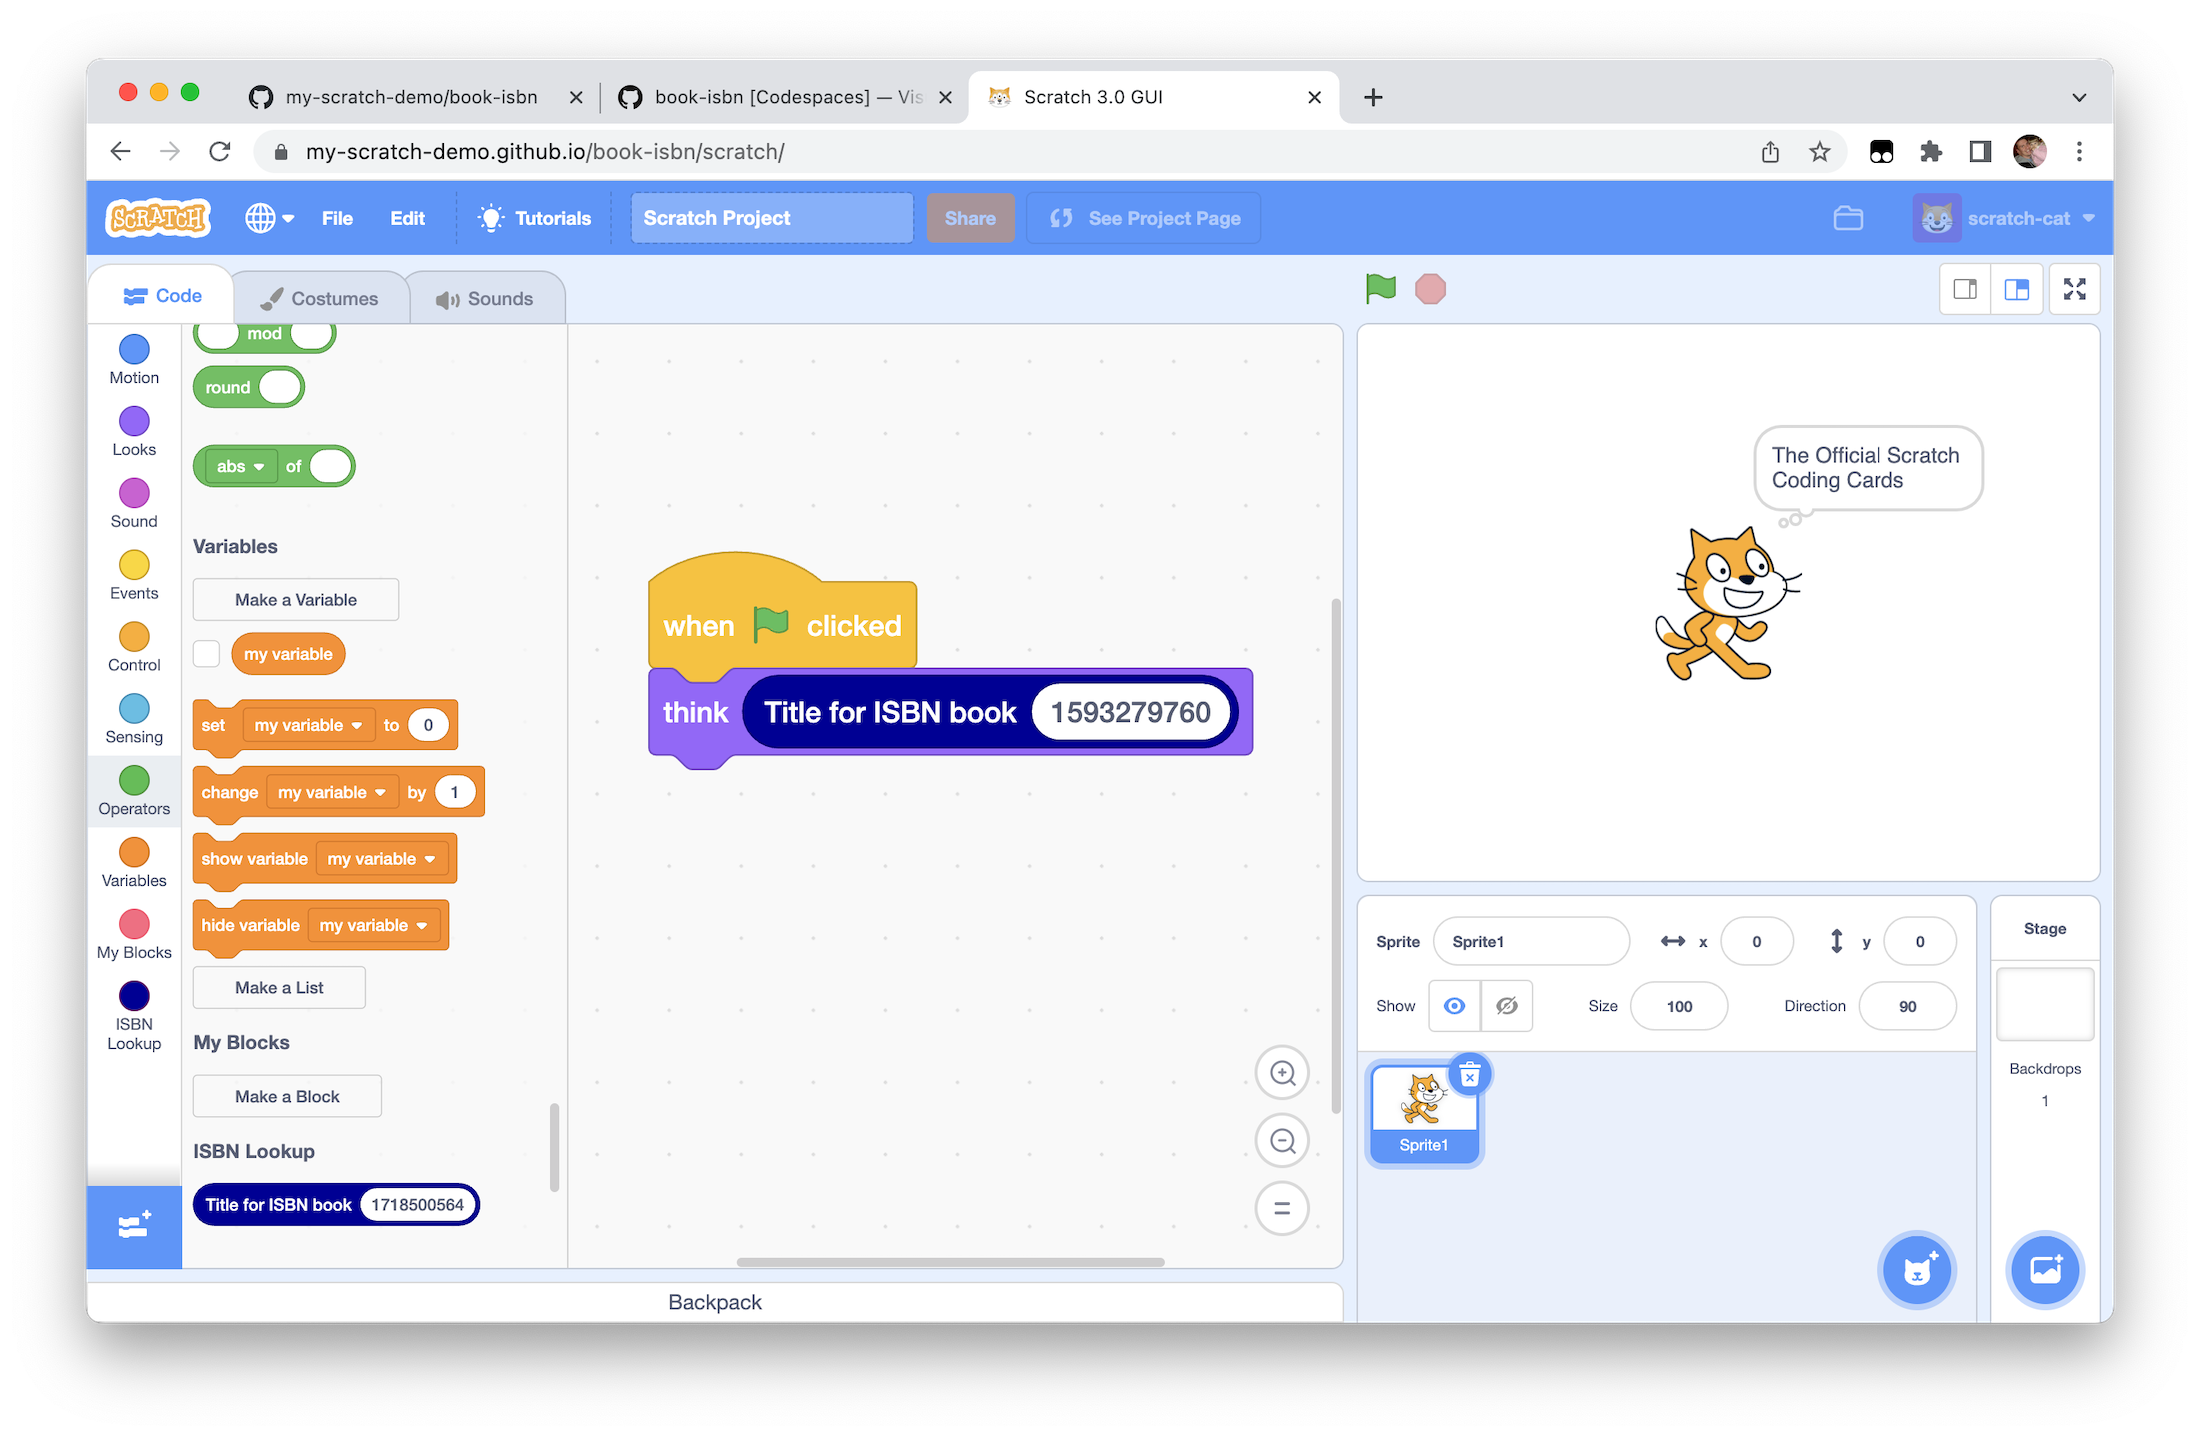 my-scratch-demo/book-isbn
book-isbn [Codespaces] — Vis
Scratch 3.0 GUI
my-scratch-demo.github.io/book-isbn/scratch/
SCRATCH
File
Edit
Tutorials
Scratch Project
Share
See Project Page
scratch-cat
Code
Costumes
Sounds
Motion
Looks
Sound
Events
Control
Sensing
Operators
Variables
My Blocks
ISBN
Lookup
mod
round
abs of
Variables
Make a Variable
my variable
set my variable to 0
change my variable by 1
show variable my variable
hide variable my variable
Make a List
My Blocks
Make a Block
ISBN Lookup
Title for ISBN book 1718500564
when clicked
think Title for ISBN book 1593279760
Backpack
The Official Scratch
Coding Cards
Sprite Sprite1 x 0 y 0
Show Size 100 Direction 90
Sprite1
Stage
Backdrops
1